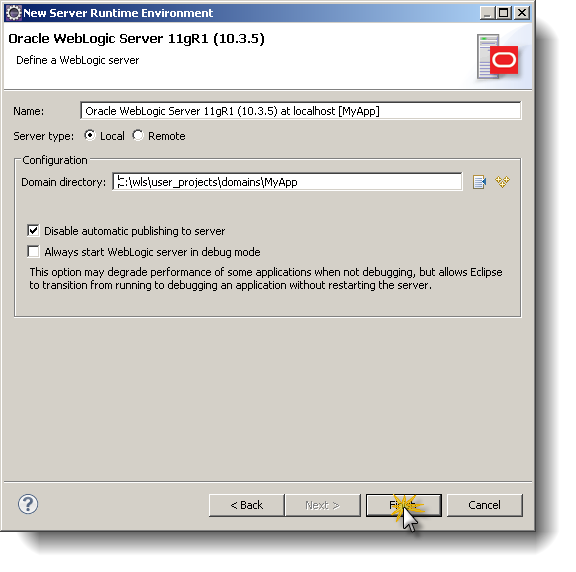 New Server Runtime Environment
Oracle WebLogic Server 11gR1 (10.3.5)
Define a WebLogic server
Name: Oracle WebLogic Server 11gR1 (10.3.5) at localhost [MyApp]
Server type: Local Remote
Configuration
Domain directory: C:\wls\user_projects\domains\MyApp
Disable automatic publishing to server
Always start WebLogic server in debug mode
This option may degrade performance of some applications when not debugging, but allows Eclipse
to transition from running to debugging an application without restarting the server.
? < Back Next > Finish Cancel